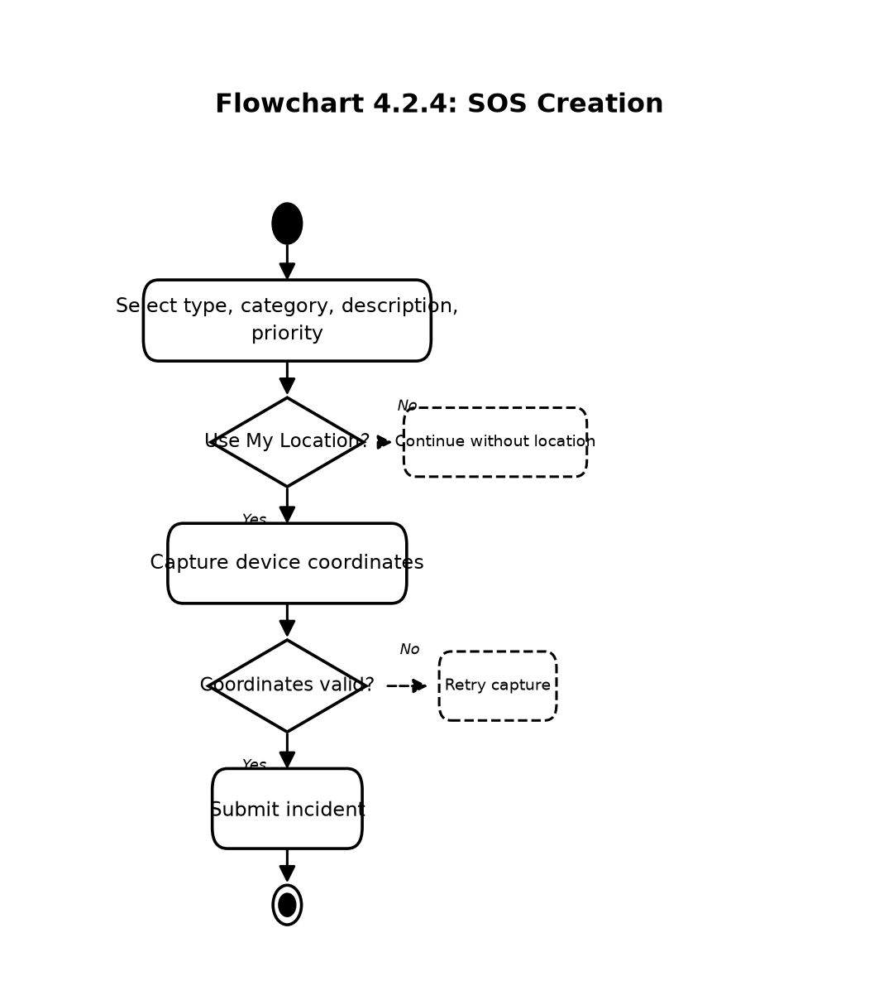 Flowchart 4.2.4: SOS Creation
Select type, category, description,
priority
No
Use My Location?
Continue without location
Yes
Capture device coordinates
No
Coordinates valid?
Retry capture
Yes
Submit incident